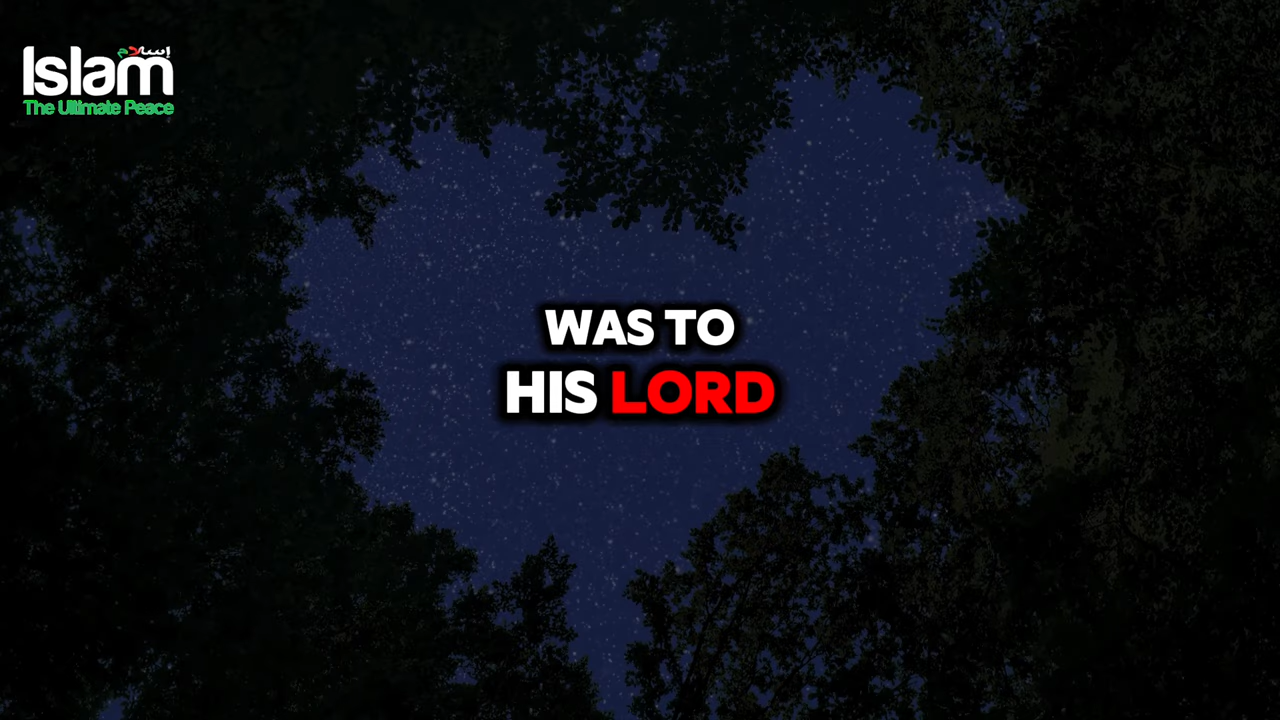 إسلام
Islam
The Ultimate Peace
WAS TO
HIS LORD